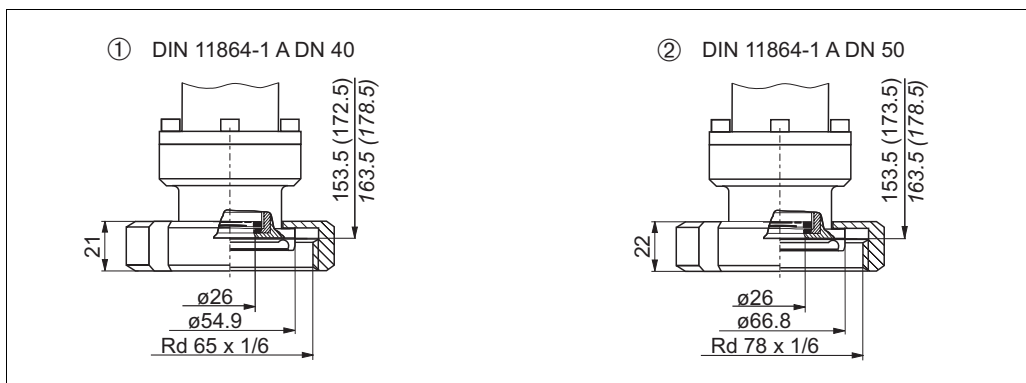 ① DIN 11864-1 A DN 40
153.5 (172.5)
163.5 (178.5)
21
ø26
ø54.9
Rd 65 x 1/6
② DIN 11864-1 A DN 50
153.5 (173.5)
163.5 (178.5)
22
ø26
ø66.8
Rd 78 x 1/6